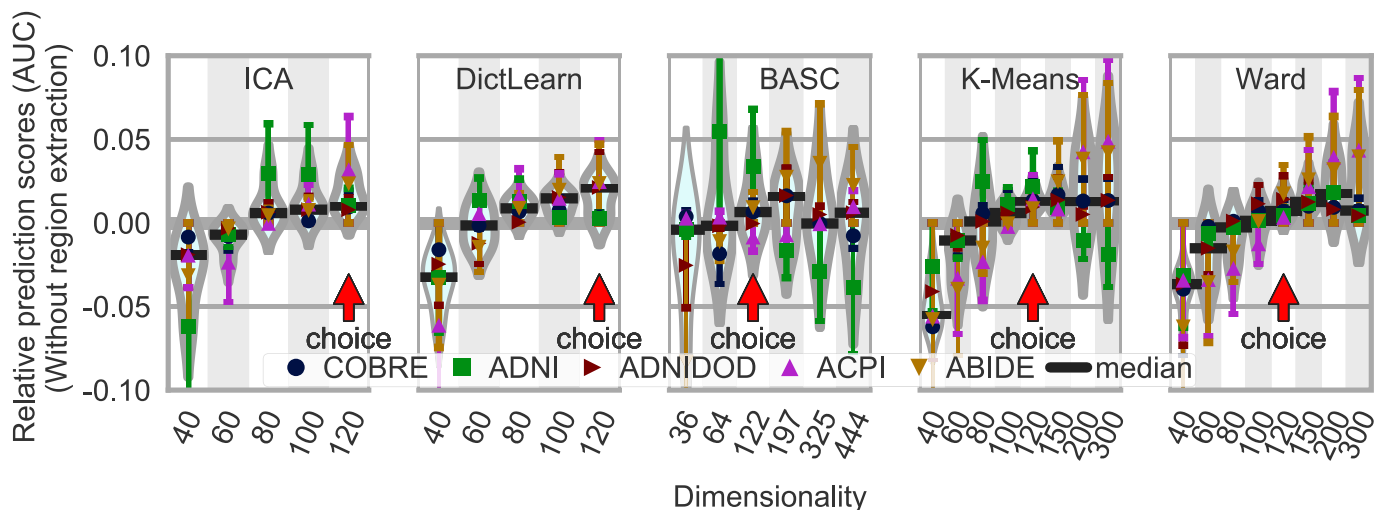 Relative prediction scores (AUC)
(Without region extraction)
0.10
0.05
0.00
-0.05
-0.10
ICA
DictLearn
BASC
K-Means
Ward
choice
choice
choice
choice
choice
COBRE
ADNI
ADNIDOD
ACPI
ABIDE
median
40 60 80 100 120
40 60 80 100 120
36 64 122 197 325 444
40 60 80 100 120 150 200 300
40 60 80 100 120 150 200 300
Dimensionality